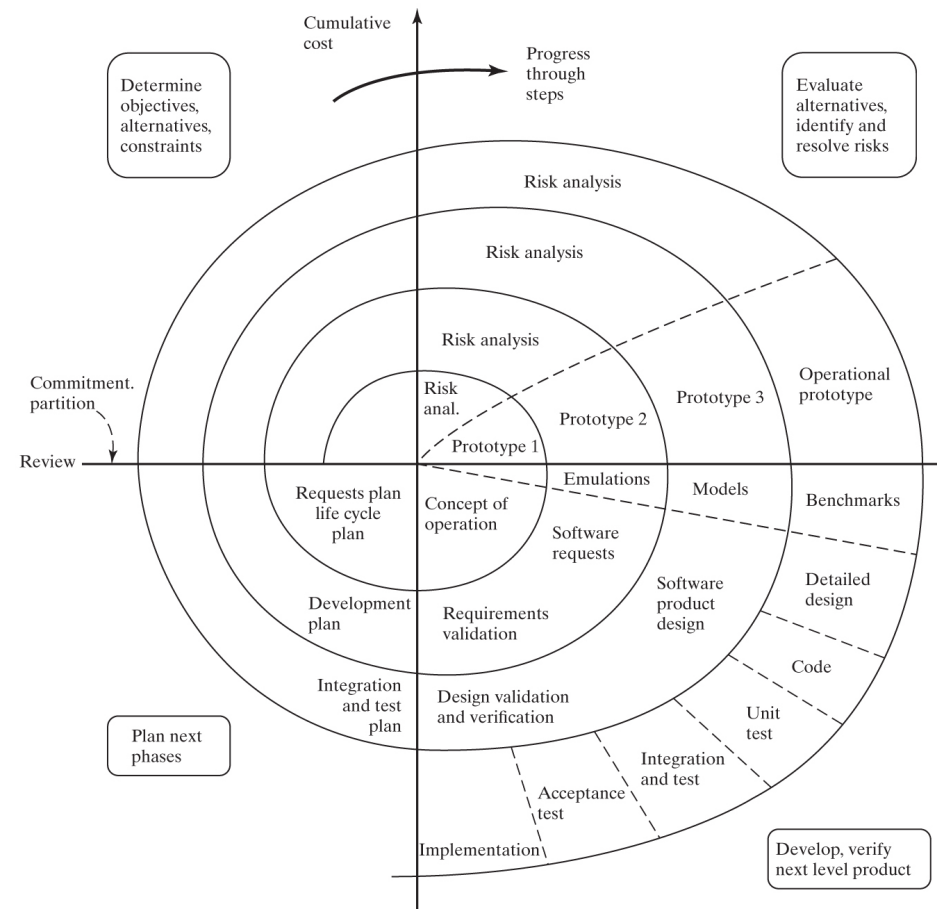 Cumulative
cost
Progress
through
steps
Determine
objectives,
alternatives,
constraints
Evaluate
alternatives,
identify and
resolve risks
Risk analysis
Risk analysis
Risk analysis
Risk
anal.
Commitment.
partition
Review
Prototype 1
Prototype 2
Prototype 3
Operational
prototype
Requests plan
life cycle
plan
Concept of
operation
Emulations
Models
Benchmarks
Software
requests
Software
product
design
Detailed
design
Development
plan
Requirements
validation
Code
Integration
and test
plan
Design validation
and verification
Unit
test
Integration
and test
Acceptance
test
Implementation
Plan next
phases
Develop, verify
next level product